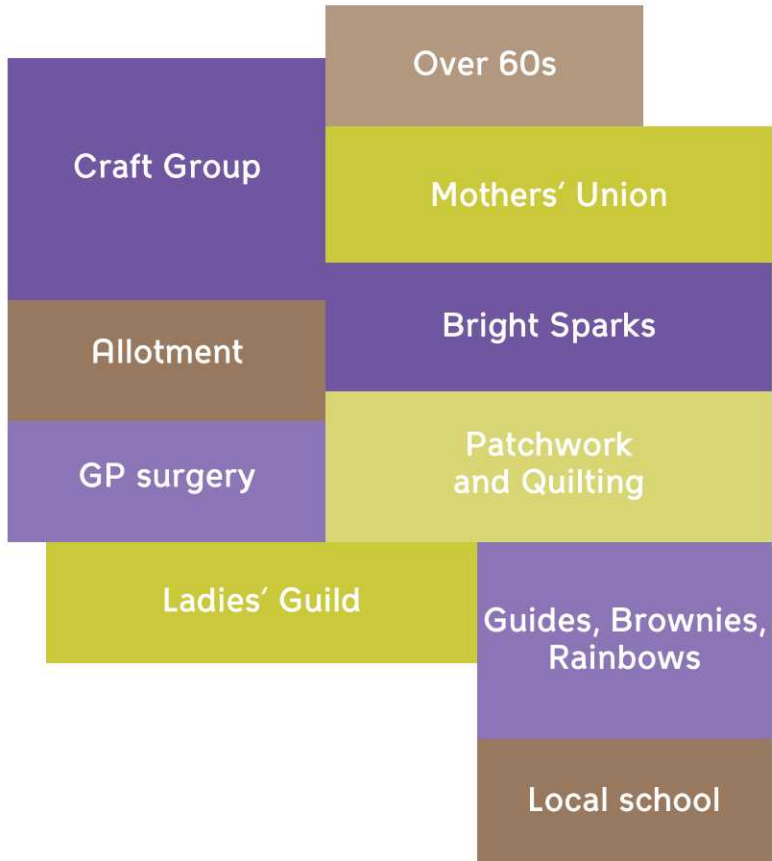 Over 60s
Craft Group
Mothers’ Union
Bright Sparks
Allotment
Patchwork
and Quilting
GP surgery
Ladies’ Guild
Guides, Brownies,
Rainbows
Local school